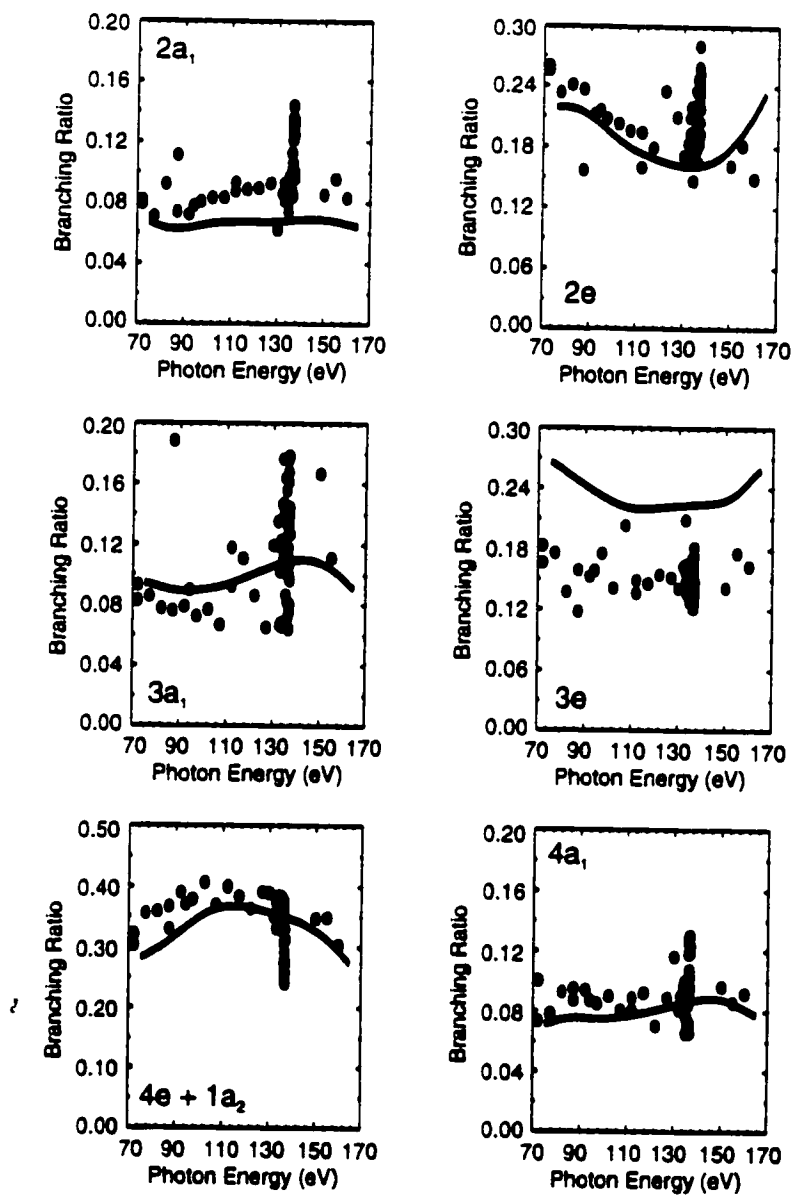 2a₁
0.20
0.16
0.12
0.08
0.04
0.00
Branching Ratio
70 90 110 130 150 170
Photon Energy (eV)
0.30
0.24
0.18
0.12
0.06
0.00
Branching Ratio
2e
70 90 110 130 150 170
Photon Energy (eV)
0.20
0.16
0.12
0.08
0.04
0.00
Branching Ratio
3a₁
70 90 110 130 150 170
Photon Energy (eV)
0.30
0.24
0.18
0.12
0.06
0.00
Branching Ratio
3e
70 90 110 130 150 170
Photon Energy (eV)
0.50
0.40
0.30
0.20
0.10
0.00
Branching Ratio
4e + 1a₂
70 90 110 130 150 170
Photon Energy (eV)
4a₁
0.20
0.16
0.12
0.08
0.04
0.00
Branching Ratio
70 90 110 130 150 170
Photon Energy (eV)